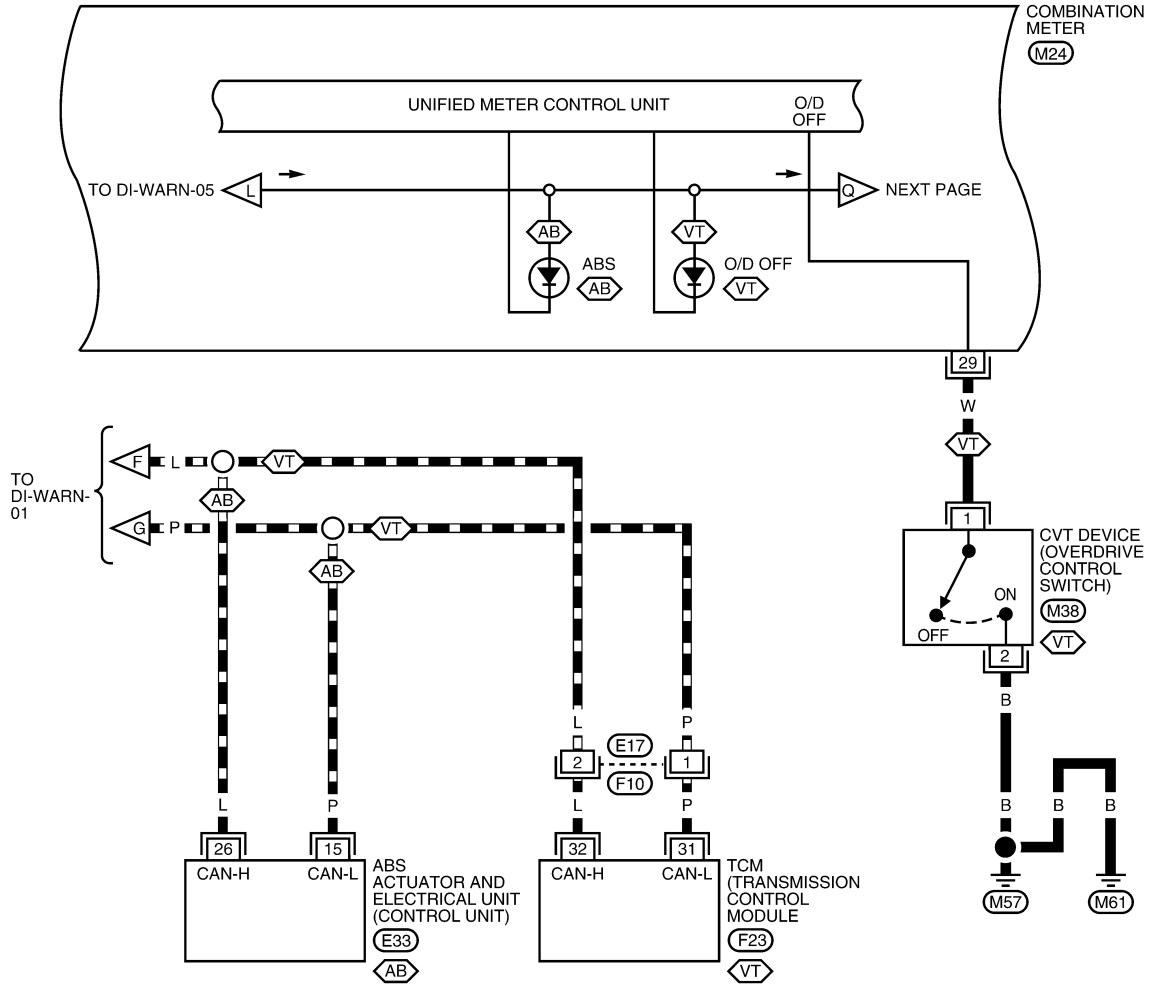 COMBINATION
METER
M24
UNIFIED METER CONTROL UNIT
O/D
OFF
TO DI-WARN-05
L
Q
NEXT PAGE
AB
VT
ABS
AB
O/D OFF
VT
29
W
VT
TO
DI-WARN-
01
F
L
VT
AB
G
P
VT
AB
1
CVT DEVICE
(OVERDRIVE
CONTROL
SWITCH)
M38
VT
ON
OFF
2
B
L
P
2
E17
F10
1
L
P
L
P
B
B
B
26
15
32
31
CAN-H
CAN-L
CAN-H
CAN-L
ABS
ACTUATOR AND
ELECTRICAL UNIT
(CONTROL UNIT)
E33
AB
TCM
(TRANSMISSION
CONTROL
MODULE
F23
VT
M57
M61